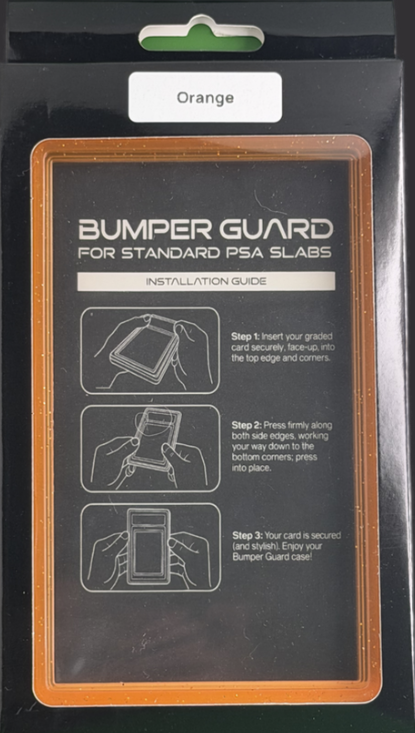 Orange
BUMPER GUARD
FOR STANDARD PSA SLABS
INSTALLATION GUIDE
Step 1: Insert your graded
card securely, face-up, into
the top edge and corners.
Step 2: Press firmly along
both side edges, working
your way down to the
bottom corners; press
into place.
Step 3: Your card is secured
(and stylish). Enjoy your
Bumper Guard case!